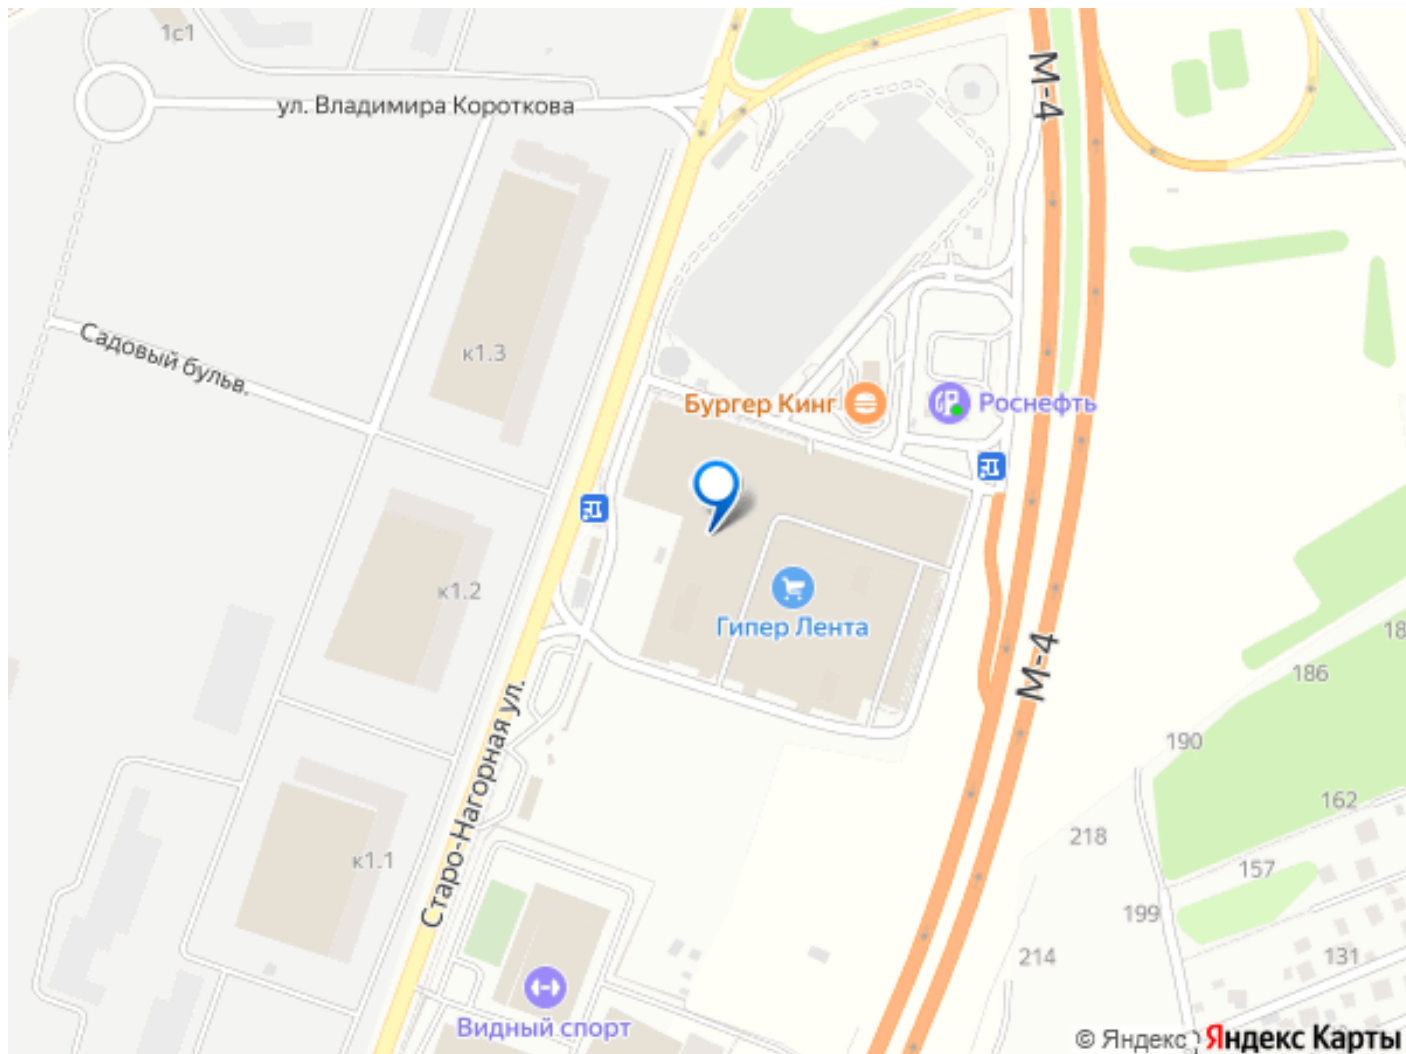 1с1
М-4
ул. Владимира Короткова
Садовый бульв.
к1.3
Бургер Кинг
Роснефть
к1.2
Гипер Лента
М-4
186
190
Старо-Нагорная ул.
162
218
к1.1
157
199
131
214
Видный спорт
© Яндекс
Яндекс Карты